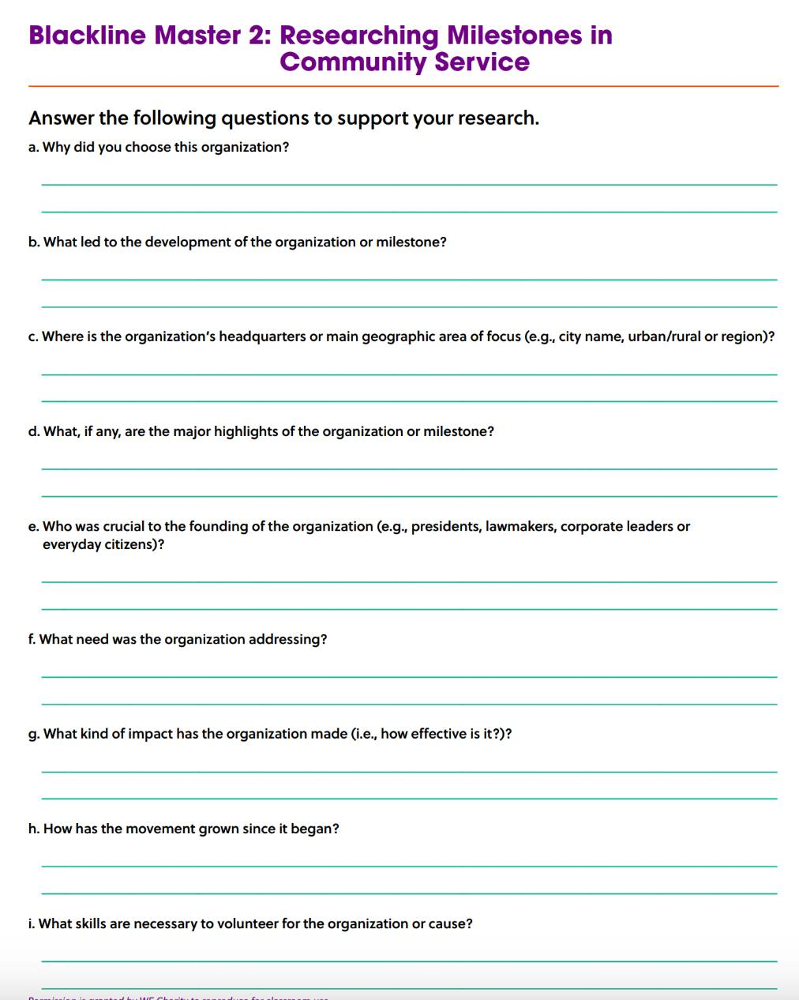 Blackline Master 2: Researching Milestones in
Community Service
Answer the following questions to support your research.
a. Why did you choose this organization?
b. What led to the development of the organization or milestone?
c. Where is the organization’s headquarters or main geographic area of focus (e.g., city name, urban/rural or region)?
d. What, if any, are the major highlights of the organization or milestone?
e. Who was crucial to the founding of the organization (e.g., presidents, lawmakers, corporate leaders or
everyday citizens)?
f. What need was the organization addressing?
g. What kind of impact has the organization made (i.e., how effective is it?)?
h. How has the movement grown since it began?
i. What skills are necessary to volunteer for the organization or cause?
Permission is granted by WE Charity to reproduce for classroom use.